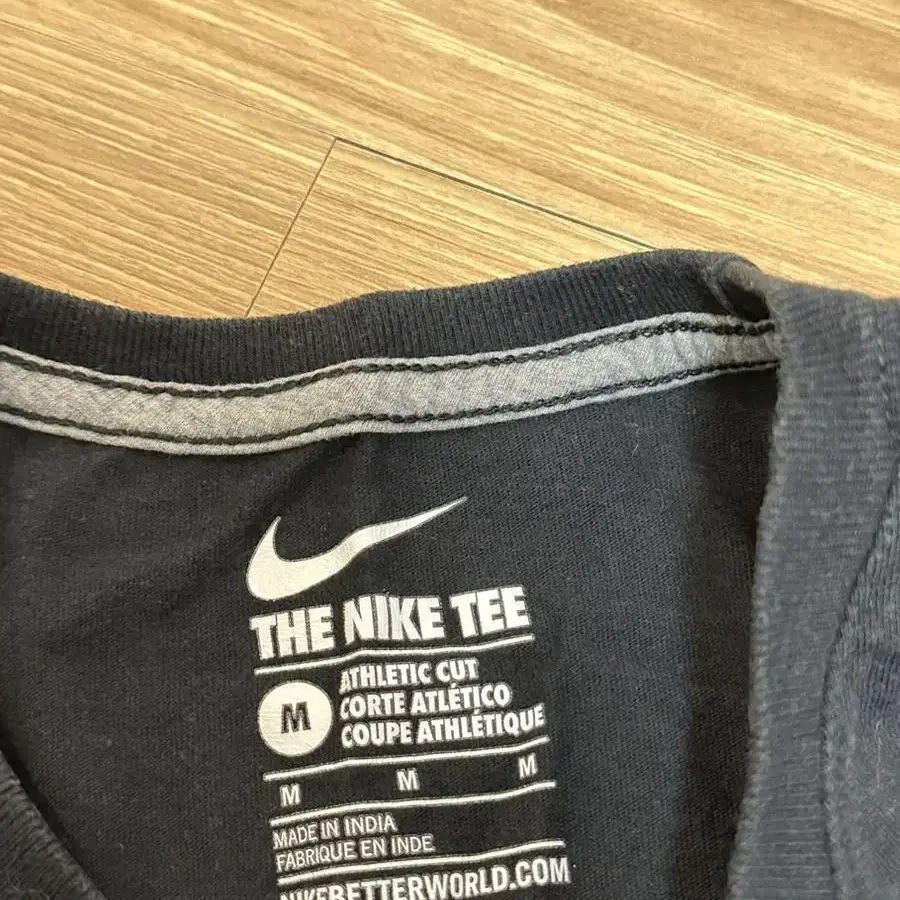 THE NIKE TEE
M
ATHLETIC CUT
CORTE ATLÉTICO
COUPE ATHLÉTIQUE
M M M
MADE IN INDIA
FABRIQUE EN INDE
NIKEBETTERWORLD.COM